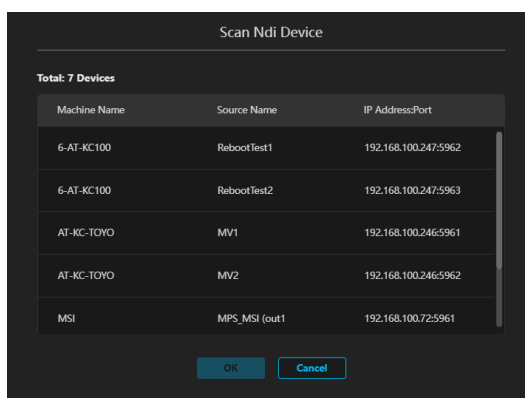 Scan Ndi Device
Total: 7 Devices
Machine Name Source Name IP Address:Port
6-AT-KC100 RebootTest1 192.168.100.247:5962
6-AT-KC100 RebootTest2 192.168.100.247:5963
AT-KC-TOYO MV1 192.168.100.246:5961
AT-KC-TOYO MV2 192.168.100.246:5962
MSI MPS_MSI (out1 192.168.100.72:5961
OK Cancel